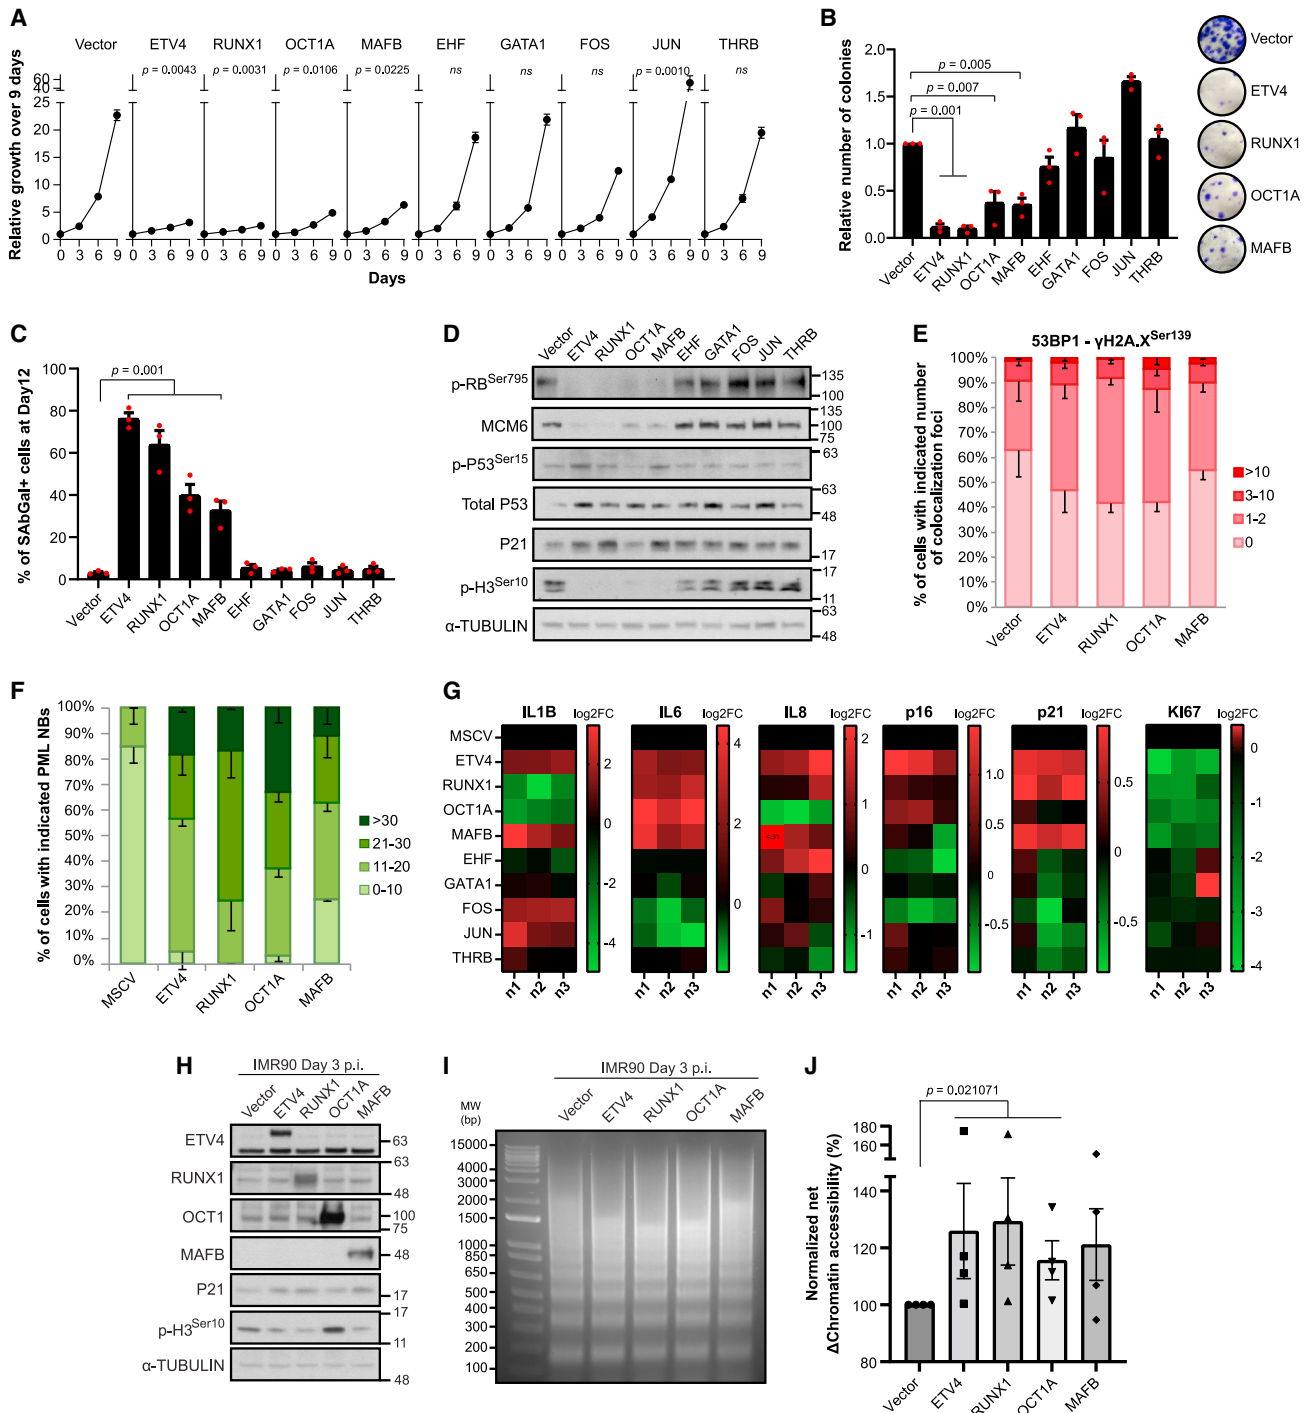 A
Vector ETV4 RUNX1 OCT1A MAFB EHF GATA1 FOS JUN THRB
p = 0.0043 p = 0.0031 p = 0.0106 p = 0.0225 ns ns ns p = 0.0010 ns
Relative growth over 9 days
60
40
25
20
15
10
5
1
0
0 3 6 9 0 3 6 9 0 3 6 9 0 3 6 9 0 3 6 9 0 3 6 9 0 3 6 9 0 3 6 9 0 3 6 9 0 3 6 9
Days
B
Relative number of colonies
2.0
1.5
1.0
0.5
0.0
p = 0.005
p = 0.007
p = 0.001
Vector ETV4 RUNX1 OCT1A MAFB EHF GATA1 FOS JUN THRB
Vector
ETV4
RUNX1
OCT1A
MAFB
C
% of SAbGal+ cells at Day12
100
80
60
40
20
0
p = 0.001
Vector ETV4 RUNX1 OCT1A MAFB EHF GATA1 FOS JUN THRB
D
Vector ETV4 RUNX1 OCT1A MAFB EHF GATA1 FOS JUN THRB
p-RBSer795 135 100
MCM6 135 100 75
p-P53Ser15 63
Total P53 63 48
P21 17
p-H3Ser10 17 11
α-TUBULIN 63 48
E
53BP1 - γH2A.XSer139
% of cells with indicated number
of colocalization foci
100%
90%
80%
70%
60%
50%
40%
30%
20%
10%
0%
Vector ETV4 RUNX1 OCT1A MAFB
>10
3-10
1-2
0
F
% of cells with indicated PML NBs
100%
90%
80%
70%
60%
50%
40%
30%
20%
10%
0%
MSCV ETV4 RUNX1 OCT1A MAFB
>30
21-30
11-20
0-10
G
IL1B log2FC IL6 log2FC IL8 log2FC p16 log2FC p21 log2FC KI67 log2FC
MSCV
ETV4
RUNX1
OCT1A
MAFB
EHF
GATA1
FOS
JUN
THRB
4.31
2 0 -2 -4
4 2 0
2 1 0 -1
1.0 0.5 0 -0.5
0.5 0 -0.5
0 -1 -2 -3 -4
n1 n2 n3 n1 n2 n3 n1 n2 n3 n1 n2 n3 n1 n2 n3 n1 n2 n3
H
IMR90 Day 3 p.i.
Vector ETV4 RUNX1 OCT1A MAFB
ETV4 63
RUNX1 63 48
OCT1 100 75
MAFB 48
P21 17
p-H3Ser10 17 11
α-TUBULIN 48
I
IMR90 Day 3 p.i.
MW
(bp)
Vector ETV4 RUNX1 OCT1A MAFB
15000
4000
3000
2000
1500
1000
850
650
500
400
300
200
100
J
Normalized net
ΔChromatin accessibility (%)
p = 0.021071
180
160
140
120
100
80
Vector ETV4 RUNX1 OCT1A MAFB